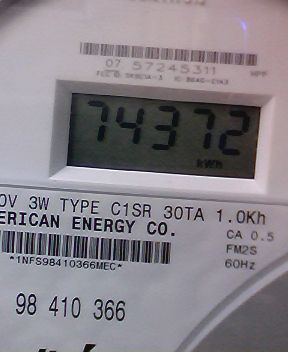 07 57245311
74372
kWh
0V 3W TYPE C1SR 30TA 1.0Kh
ERICAN ENERGY CO.
CA 0.5
FM2S
*1NFS98410366MEC*
60Hz
98 410 366